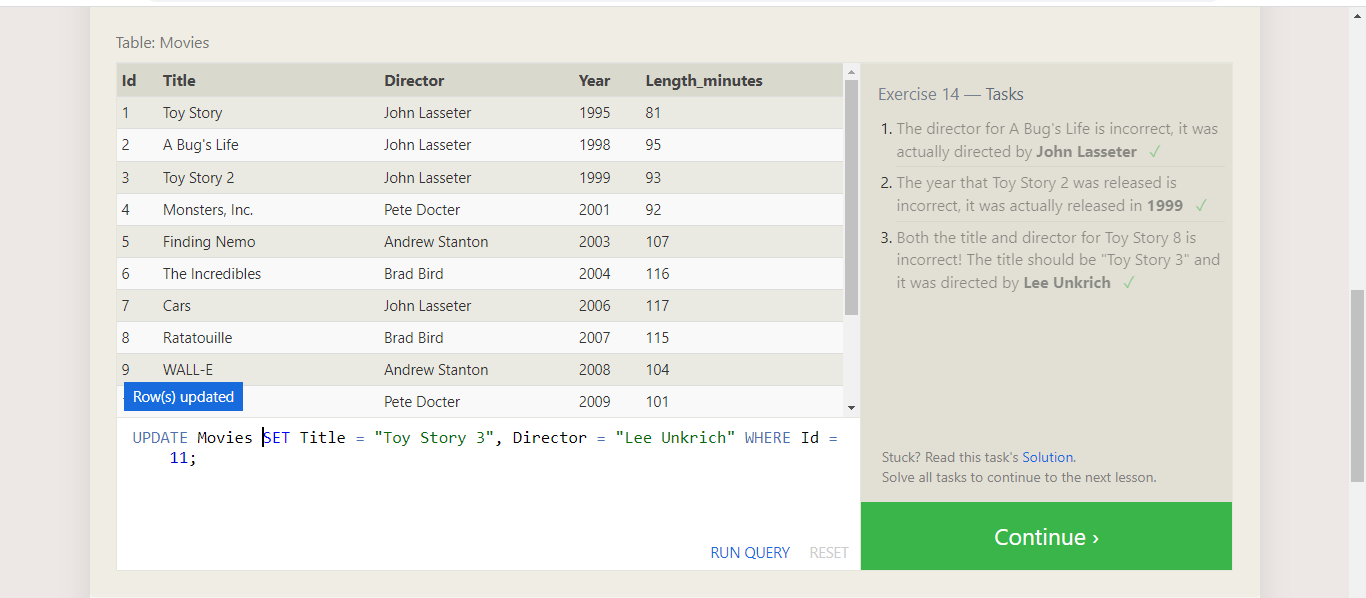 Table: Movies
Id Title Director Year Length_minutes
1 Toy Story John Lasseter 1995 81
2 A Bug's Life John Lasseter 1998 95
3 Toy Story 2 John Lasseter 1999 93
4 Monsters, Inc. Pete Docter 2001 92
5 Finding Nemo Andrew Stanton 2003 107
6 The Incredibles Brad Bird 2004 116
7 Cars John Lasseter 2006 117
8 Ratatouille Brad Bird 2007 115
9 WALL-E Andrew Stanton 2008 104
Pete Docter 2009 101
Row(s) updated
UPDATE Movies SET Title = "Toy Story 3", Director = "Lee Unkrich" WHERE Id =
11;
RUN QUERY RESET
Exercise 14 — Tasks
1. The director for A Bug's Life is incorrect, it was
actually directed by John Lasseter ✓
2. The year that Toy Story 2 was released is
incorrect, it was actually released in 1999 ✓
3. Both the title and director for Toy Story 8 is
incorrect! The title should be "Toy Story 3" and
it was directed by Lee Unkrich ✓
Stuck? Read this task's Solution.
Solve all tasks to continue to the next lesson.
Continue ›